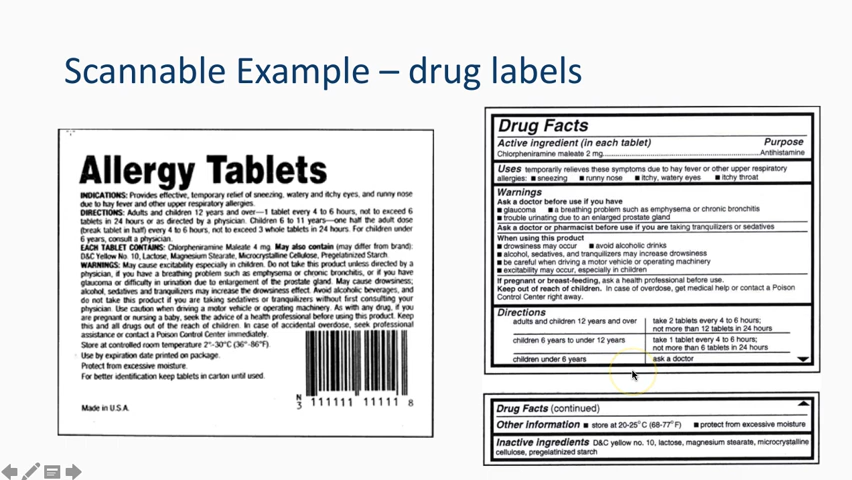 Scannable Example – drug labels
Allergy Tablets
INDICATIONS: Provides effective, temporary relief of sneezing, watery and itchy eyes, and runny nose
due to hay fever and other upper respiratory allergies.
DIRECTIONS: Adults and children 12 years and over—1 tablet every 4 to 6 hours, not to exceed 6
tablets in 24 hours or as directed by a physician. Children 6 to 11 years—one half the adult dose
(break tablet in half) every 4 to 6 hours, not to exceed 3 whole tablets in 24 hours. For children under
6 years, consult a physician.
EACH TABLET CONTAINS: Chlorpheniramine Maleate 4 mg. May also contain (may differ from brand):
D&C Yellow No. 10, Lactose, Magnesium Stearate, Microcrystalline Cellulose, Pregelatinized Starch.
WARNINGS: May cause excitability especially in children. Do not take this product unless directed by a
physician, if you have a breathing problem such as emphysema or chronic bronchitis, or if you have
glaucoma or difficulty in urination due to enlargement of the prostate gland. May cause drowsiness;
alcohol, sedatives and tranquilizers may increase the drowsiness effect. Avoid alcoholic beverages, and
do not take this product if you are taking sedatives or tranquilizers without first consulting your
physician. Use caution when driving a motor vehicle or operating machinery. As with any drug, if you
are pregnant or nursing a baby, seek the advice of a health professional before using this product. Keep
this and all drugs out of the reach of children. In case of accidental overdose, seek professional
assistance or contact a Poison Control Center immediately.
Store at controlled room temperature 2°-30°C (36°-86°F).
Use by expiration date printed on package.
Protect from excessive moisture.
For better identification keep tablets in carton until used.
Made in U.S.A.
N
3 111111 11111 8
Drug Facts
Active ingredient (in each tablet) Purpose
Chlorpheniramine maleate 2 mg Antihistamine
Uses temporarily relieves these symptoms due to hay fever or other upper respiratory
allergies: ■ sneezing ■ runny nose ■ itchy, watery eyes ■ itchy throat
Warnings
Ask a doctor before use if you have
■ glaucoma ■ a breathing problem such as emphysema or chronic bronchitis
■ trouble urinating due to an enlarged prostate gland
Ask a doctor or pharmacist before use if you are taking tranquilizers or sedatives
When using this product
■ drowsiness may occur ■ avoid alcoholic drinks
■ alcohol, sedatives, and tranquilizers may increase drowsiness
■ be careful when driving a motor vehicle or operating machinery
■ excitability may occur, especially in children
If pregnant or breast-feeding, ask a health professional before use.
Keep out of reach of children. In case of overdose, get medical help or contact a Poison
Control Center right away.
Directions
adults and children 12 years and over take 2 tablets every 4 to 6 hours;
not more than 12 tablets in 24 hours
children 6 years to under 12 years take 1 tablet every 4 to 6 hours;
not more than 6 tablets in 24 hours
children under 6 years ask a doctor
Drug Facts (continued)
Other information ■ store at 20-25°C (68-77°F) ■ protect from excessive moisture
Inactive ingredients D&C yellow no. 10, lactose, magnesium stearate, microcrystalline
cellulose, pregelatinized starch